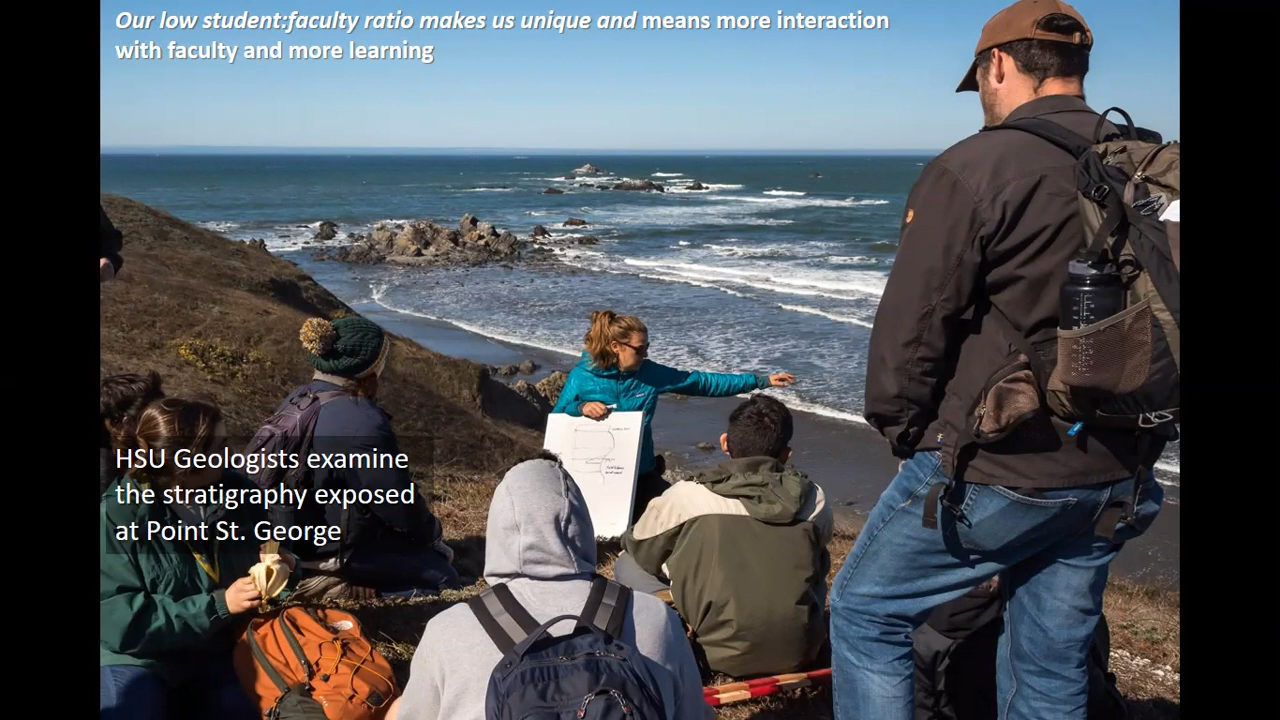 Our low student:faculty ratio makes us unique and means more interaction
with faculty and more learning
HSU Geologists examine
the stratigraphy exposed
at Point St. George